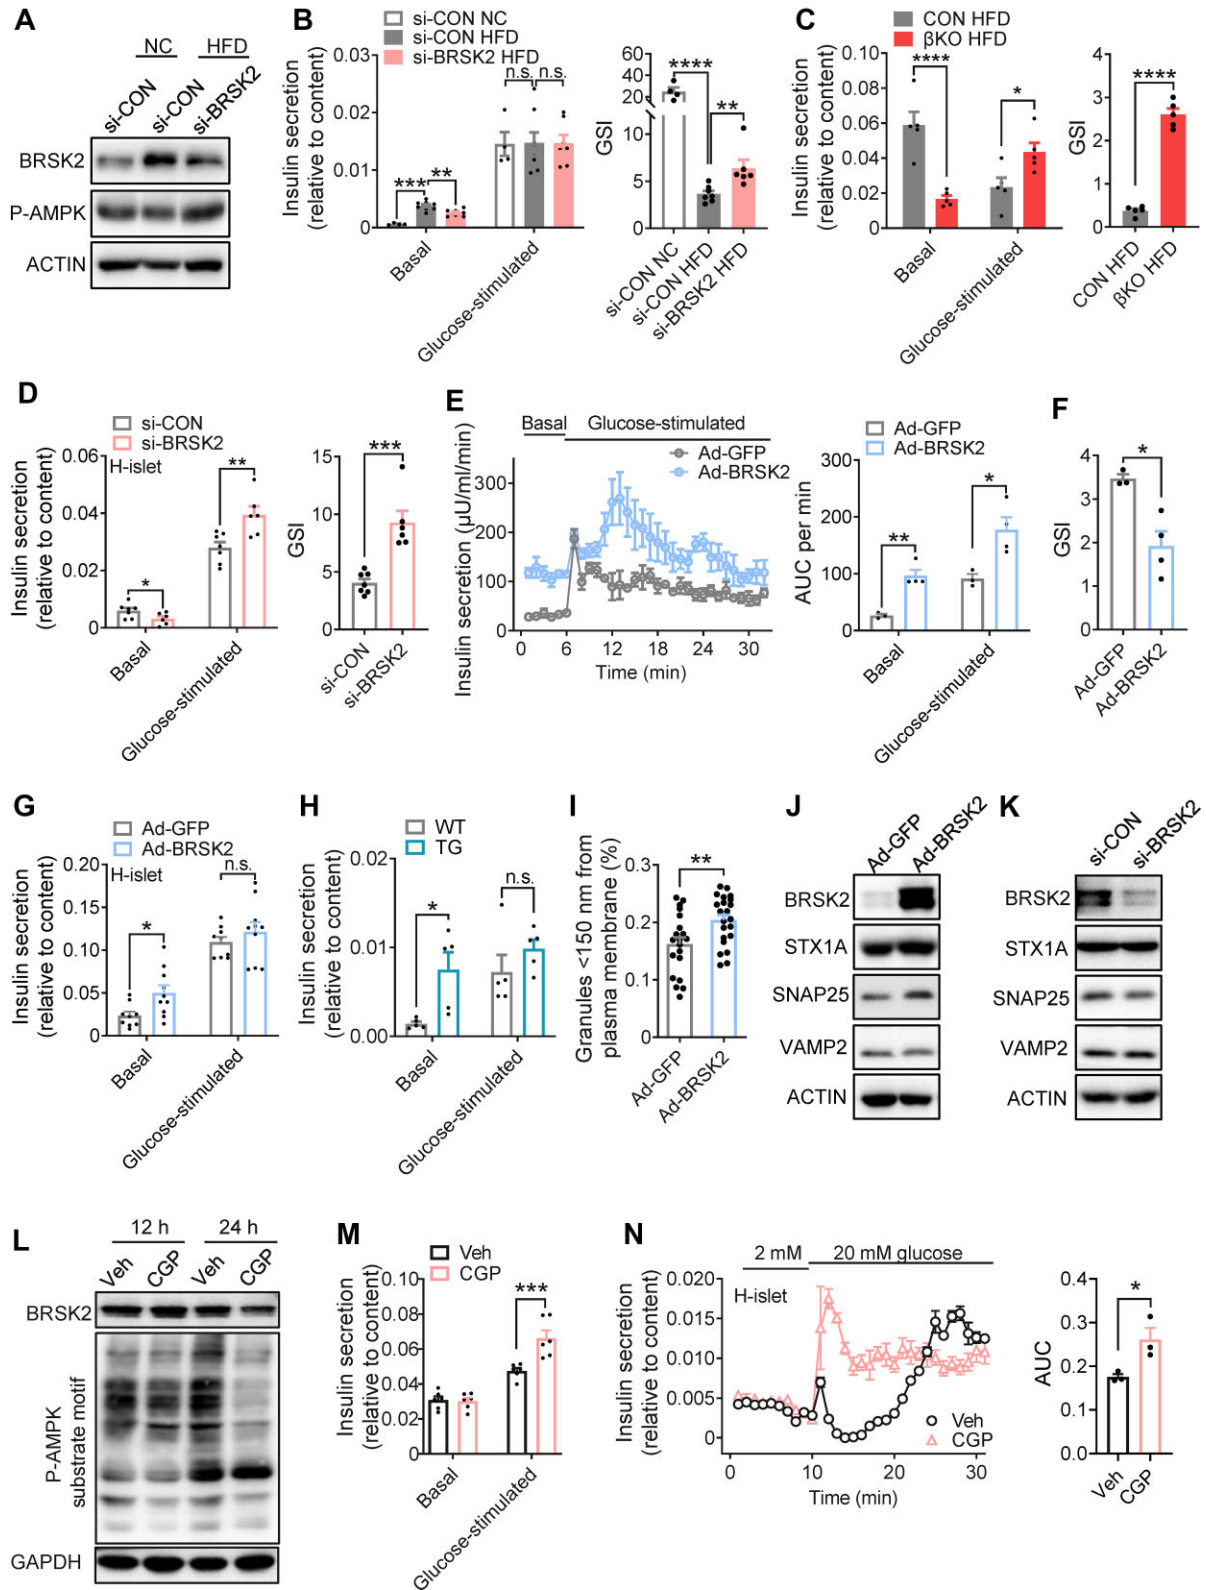 A
NC
HFD
si-CON
si-CON
si-BRSK2
BRSK2
P-AMPK
ACTIN
B
si-CON NC
si-CON HFD
si-BRSK2 HFD
Insulin secretion
(relative to content)
0.03
0.02
0.01
0
***
**
n.s.
n.s.
Basal
Glucose-stimulated
GSI
60
40
20
10
5
0
****
**
si-CON NC
si-CON HFD
si-BRSK2 HFD
C
CON HFD
βKO HFD
Insulin secretion
(relative to content)
0.10
0.08
0.06
0.04
0.02
0
****
*
Basal
Glucose-stimulated
GSI
4
3
2
1
0
****
CON HFD
βKO HFD
D
si-CON
si-BRSK2
Insulin secretion
(relative to content)
0.06
0.04
0.02
0
H-islet
*
**
Basal
Glucose-stimulated
GSI
15
10
5
0
***
si-CON
si-BRSK2
E
Basal
Glucose-stimulated
Ad-GFP
Ad-BRSK2
Insulin secretion (μU/ml/min)
300
200
100
0
0
6
12
18
24
30
Time (min)
Ad-GFP
Ad-BRSK2
AUC per min
300
200
100
0
**
*
Basal
Glucose-stimulated
F
GSI
4
3
2
1
0
*
Ad-GFP
Ad-BRSK2
G
Ad-GFP
Ad-BRSK2
Insulin secretion
(relative to content)
0.20
0.15
0.10
0.05
0.00
H-islet
*
n.s.
Basal
Glucose-stimulated
H
WT
TG
Insulin secretion
(relative to content)
0.02
0.01
0.00
*
n.s.
Basal
Glucose-stimulated
I
Granules <150 nm from
plasma membrane (%)
0.3
0.2
0.1
0
**
Ad-GFP
Ad-BRSK2
J
Ad-GFP
Ad-BRSK2
BRSK2
STX1A
SNAP25
VAMP2
ACTIN
K
si-CON
si-BRSK2
BRSK2
STX1A
SNAP25
VAMP2
ACTIN
L
12 h
24 h
Veh
CGP
Veh
CGP
BRSK2
P-AMPK
substrate motif
GAPDH
M
Veh
CGP
Insulin secretion
(relative to content)
0.10
0.08
0.06
0.04
0.02
0
***
Basal
Glucose-stimulated
N
2 mM
20 mM glucose
Insulin secretion
(relative to content)
0.020
0.015
0.010
0.005
0
H-islet
Veh
CGP
0
10
20
30
Time (min)
AUC
0.4
0.3
0.2
0.1
0.0
*
Veh
CGP